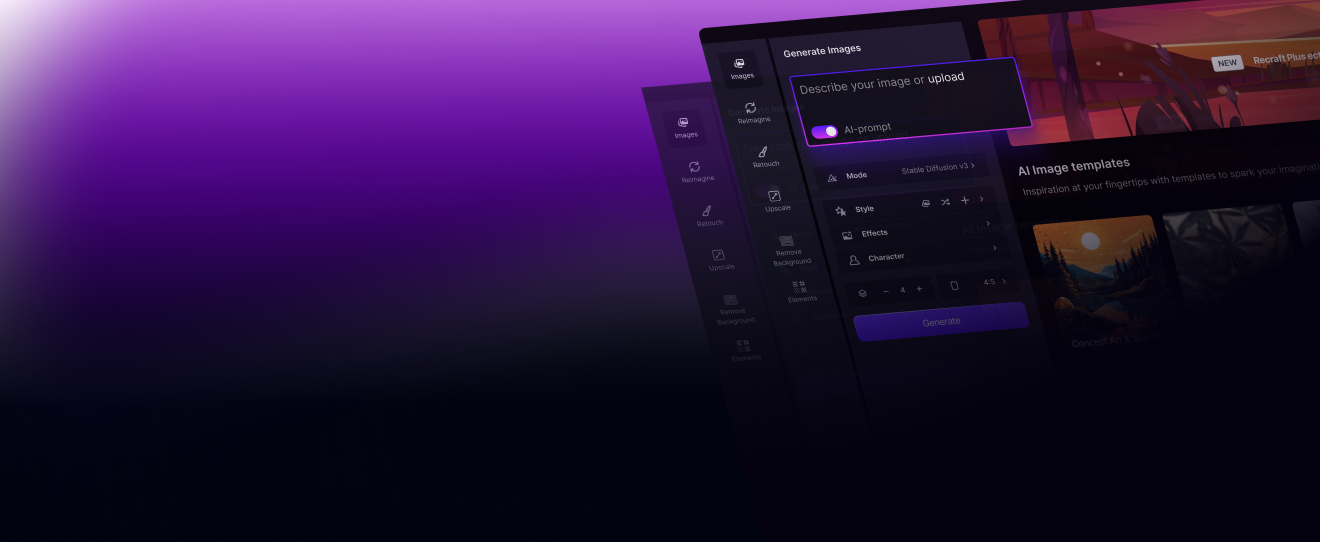 Generate Images
Images
Reimagine
Retouch
Upscale
Remove
Background
Elements
Describe your image or upload
AI-prompt
Mode
Stable Diffusion v3
Style
Effects
Character
4
4:5
Generate
NEW
Recraft Plus
AI Image templates
Inspiration at your fingertips with templates to spark your
Concept Art
Images
Reimagine
Retouch
Upscale
Remove
Background
Elements